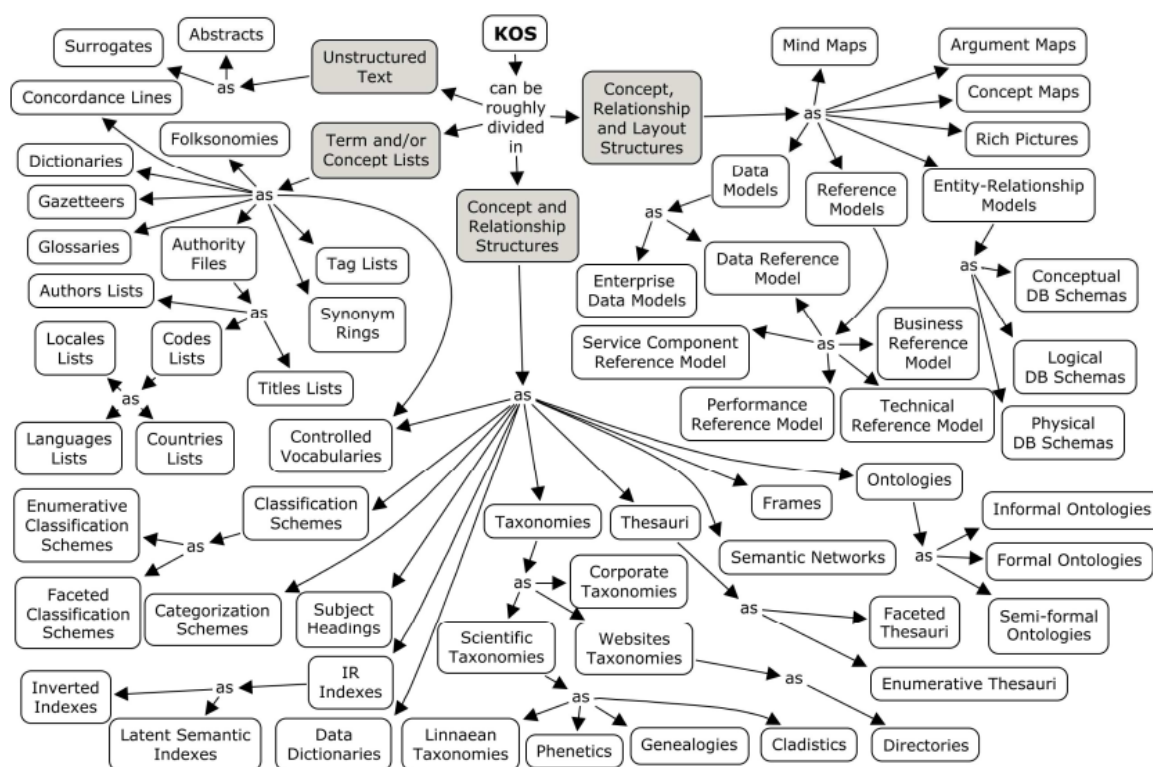 KOS
can be
roughly
divided
in
Unstructured
Text
as
Surrogates
Abstracts
Term and/or
Concept Lists
as
Concordance Lines
Folksonomies
Dictionaries
Gazetteers
Glossaries
Authority
Files
Tag Lists
Synonym
Rings
as
Authors Lists
Codes
Lists
Titles Lists
as
Locales
Lists
Languages
Lists
Countries
Lists
Concept,
Relationship
and Layout
Structures
as
Mind Maps
Argument Maps
Concept Maps
Rich Pictures
Data
Models
Reference
Models
Entity-Relationship
Models
as
Enterprise
Data Models
Data Reference
Model
as
Service Component
Reference Model
Business
Reference
Model
Performance
Reference Model
Technical
Reference Model
as
Conceptual
DB Schemas
Logical
DB Schemas
Physical
DB Schemas
Concept and
Relationship
Structures
as
Controlled
Vocabularies
Classification
Schemes
as
Enumerative
Classification
Schemes
Faceted
Classification
Schemes
Categorization
Schemes
Subject
Headings
IR
Indexes
as
Inverted
Indexes
Latent Semantic
Indexes
Data
Dictionaries
Taxonomies
as
Corporate
Taxonomies
Scientific
Taxonomies
Websites
Taxonomies
as
Linnaean
Taxonomies
Phenetics
Genealogies
Cladistics
as
Directories
Thesauri
as
Faceted
Thesauri
Enumerative Thesauri
Semantic Networks
Frames
Ontologies
as
Informal Ontologies
Formal Ontologies
Semi-formal
Ontologies